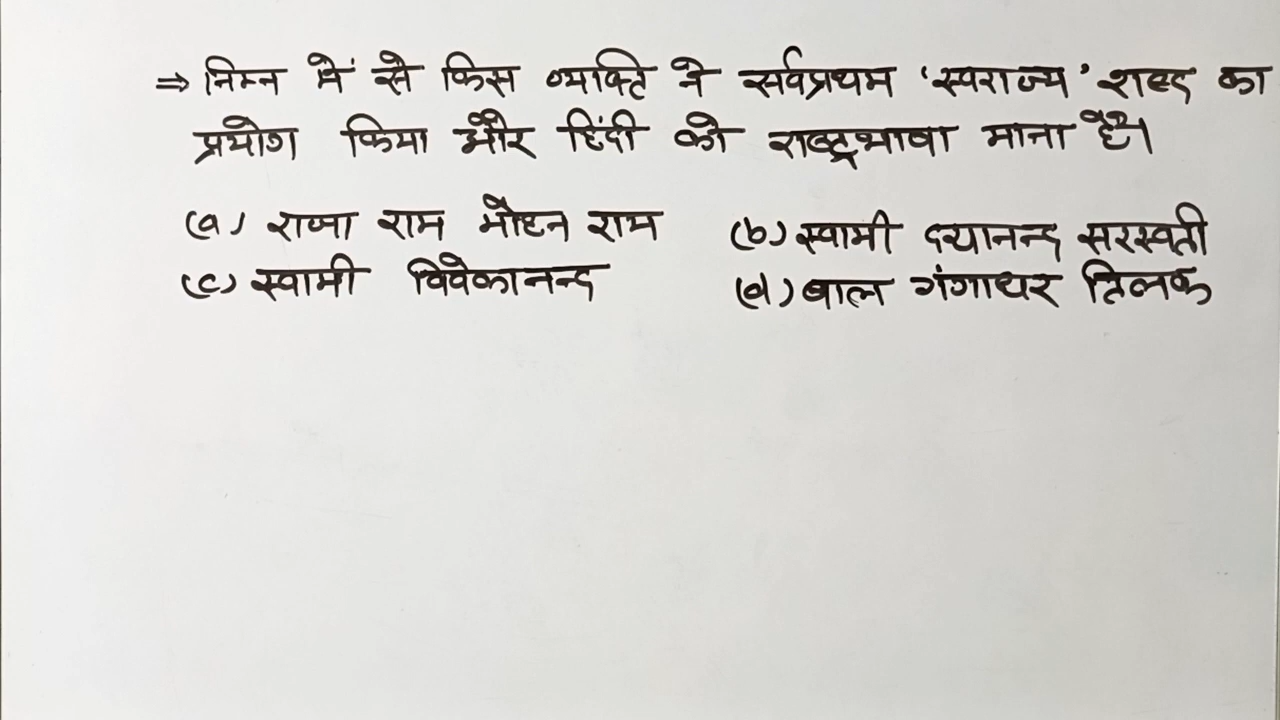 ⇒ निम्न में से किस व्यक्ति ने सर्वप्रथम 'स्वराज्य' शब्द का
प्रयोग किया और हिंदी को राष्ट्रभाषा माना है।
(a) राजा राम मोहन राय (b) स्वामी दयानन्द सरस्वती
(c) स्वामी विवेकानन्द (d) बाल गंगाधर तिलक